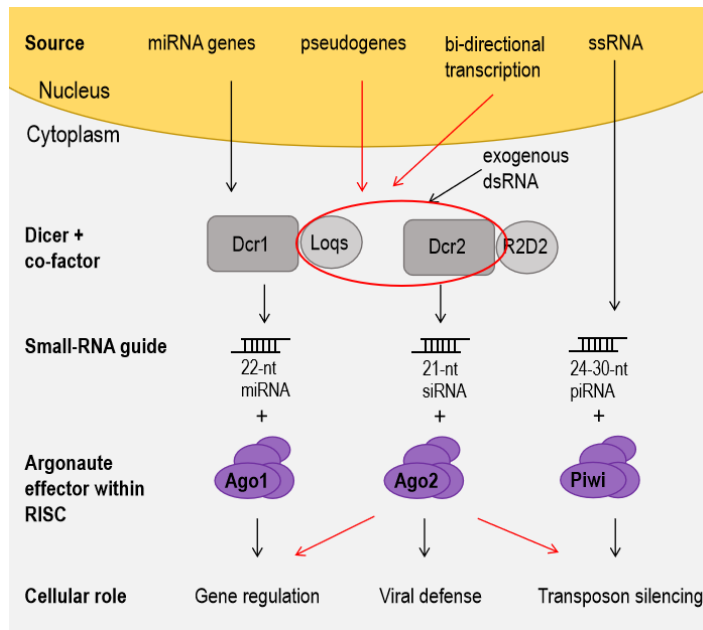 Source
miRNA genes
pseudogenes
bi-directional
transcription
ssRNA
Nucleus
Cytoplasm
exogenous
dsRNA
Dicer +
co-factor
Dcr1
Loqs
Dcr2
R2D2
Small-RNA guide
22-nt
miRNA
+
21-nt
siRNA
+
24-30-nt
piRNA
+
Argonaute
effector within
RISC
Ago1
Ago2
Piwi
Cellular role
Gene regulation
Viral defense
Transposon silencing